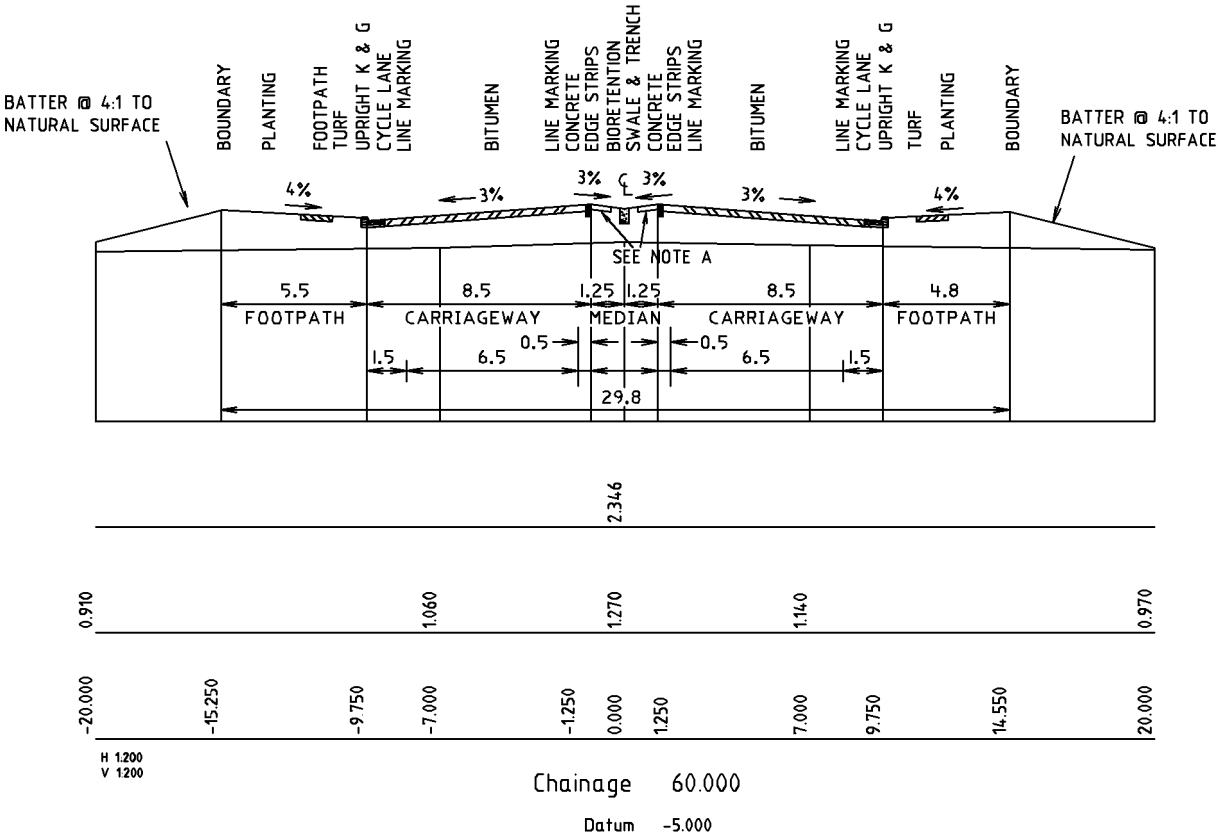 BATTER @ 4:1 TO
NATURAL SURFACE
BOUNDARY
PLANTING
FOOTPATH
TURF
UPRIGHT K & G
CYCLE LANE
LINE MARKING
BITUMEN
LINE MARKING
CONCRETE
EDGE STRIPS
BIORETENTION
SWALE & TRENCH
CONCRETE
EDGE STRIPS
LINE MARKING
BITUMEN
LINE MARKING
CYCLE LANE
UPRIGHT K & G
TURF
PLANTING
BOUNDARY
BATTER @ 4:1 TO
NATURAL SURFACE
4% 3% 3% ℄ 3% 3% 4%
SEE NOTE A
5.5 8.5 1.25 1.25 8.5 4.8
FOOTPATH CARRIAGEWAY MEDIAN CARRIAGEWAY FOOTPATH
0.5 0.5
1.5 6.5 6.5 1.5
29.8
2.346
0.910 1.060 1.270 1.140 0.970
-20.000 -15.250 -9.750 -7.000 -1.250 0.000 1.250 7.000 9.750 14.550 20.000
H 1:200
V 1:200
Chainage 60.000
Datum -5.000